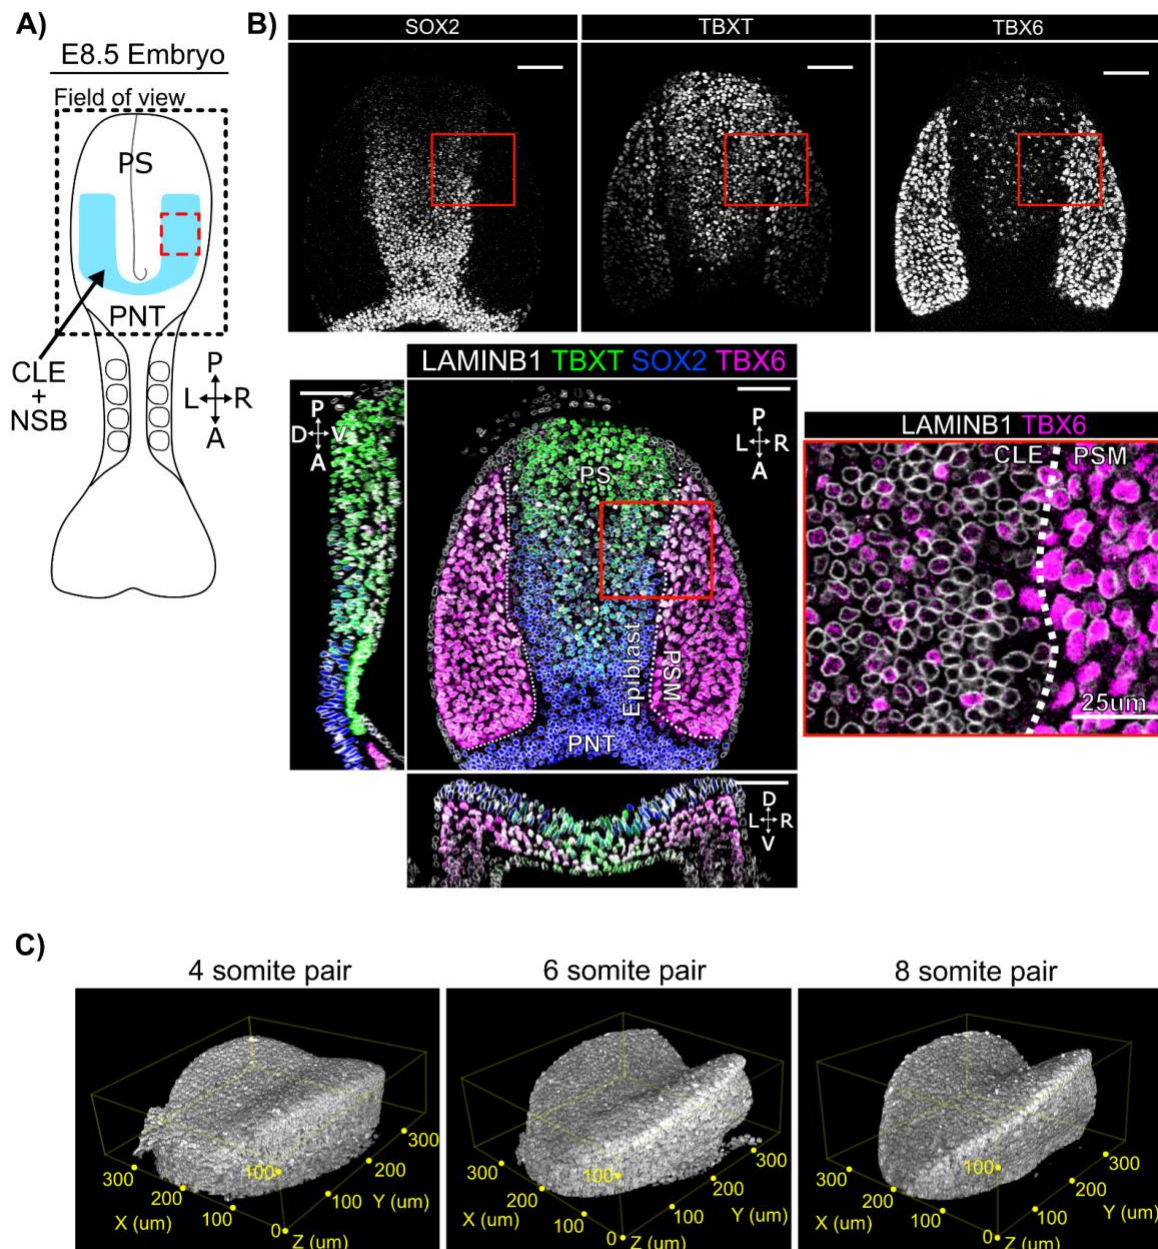 A)
E8.5 Embryo
Field of view
PS
PNT
CLE
+
NSB
P
L R
A
B)
SOX2
TBXT
TBX6
LAMINB1 TBXT SOX2 TBX6
P
D V
A
P
L R
A
PS
Epiblast
PSM
PNT
D
L R
V
LAMINB1 TBX6
CLE PSM
25um
C)
4 somite pair
300
200
100
X (um)
0
Z (um)
100
100
200
300
Y (um)
6 somite pair
300
200
100
X (um)
0
Z (um)
100
100
200
300
Y (um)
8 somite pair
300
200
100
X (um)
0
Z (um)
100
100
200
300
Y (um)